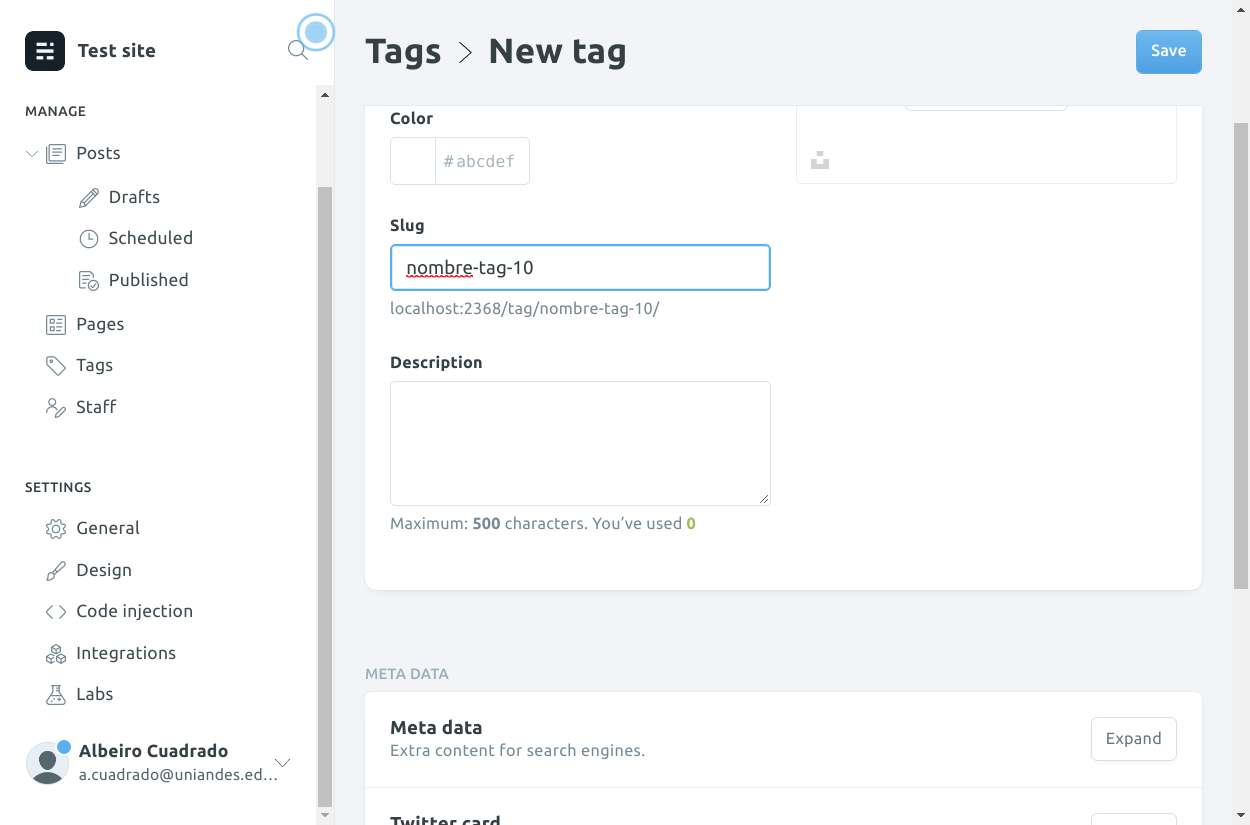 Test site
MANAGE
Posts
Drafts
Scheduled
Published
Pages
Tags
Staff
SETTINGS
General
Design
Code injection
Integrations
Labs
Albeiro Cuadrado
a.cuadrado@uniandes.ed...
Tags > New tag
Save
Color
#abcdef
Slug
nombre-tag-10
localhost:2368/tag/nombre-tag-10/
Description
Maximum: 500 characters. You’ve used 0
META DATA
Meta data
Extra content for search engines.
Expand
Twitter card